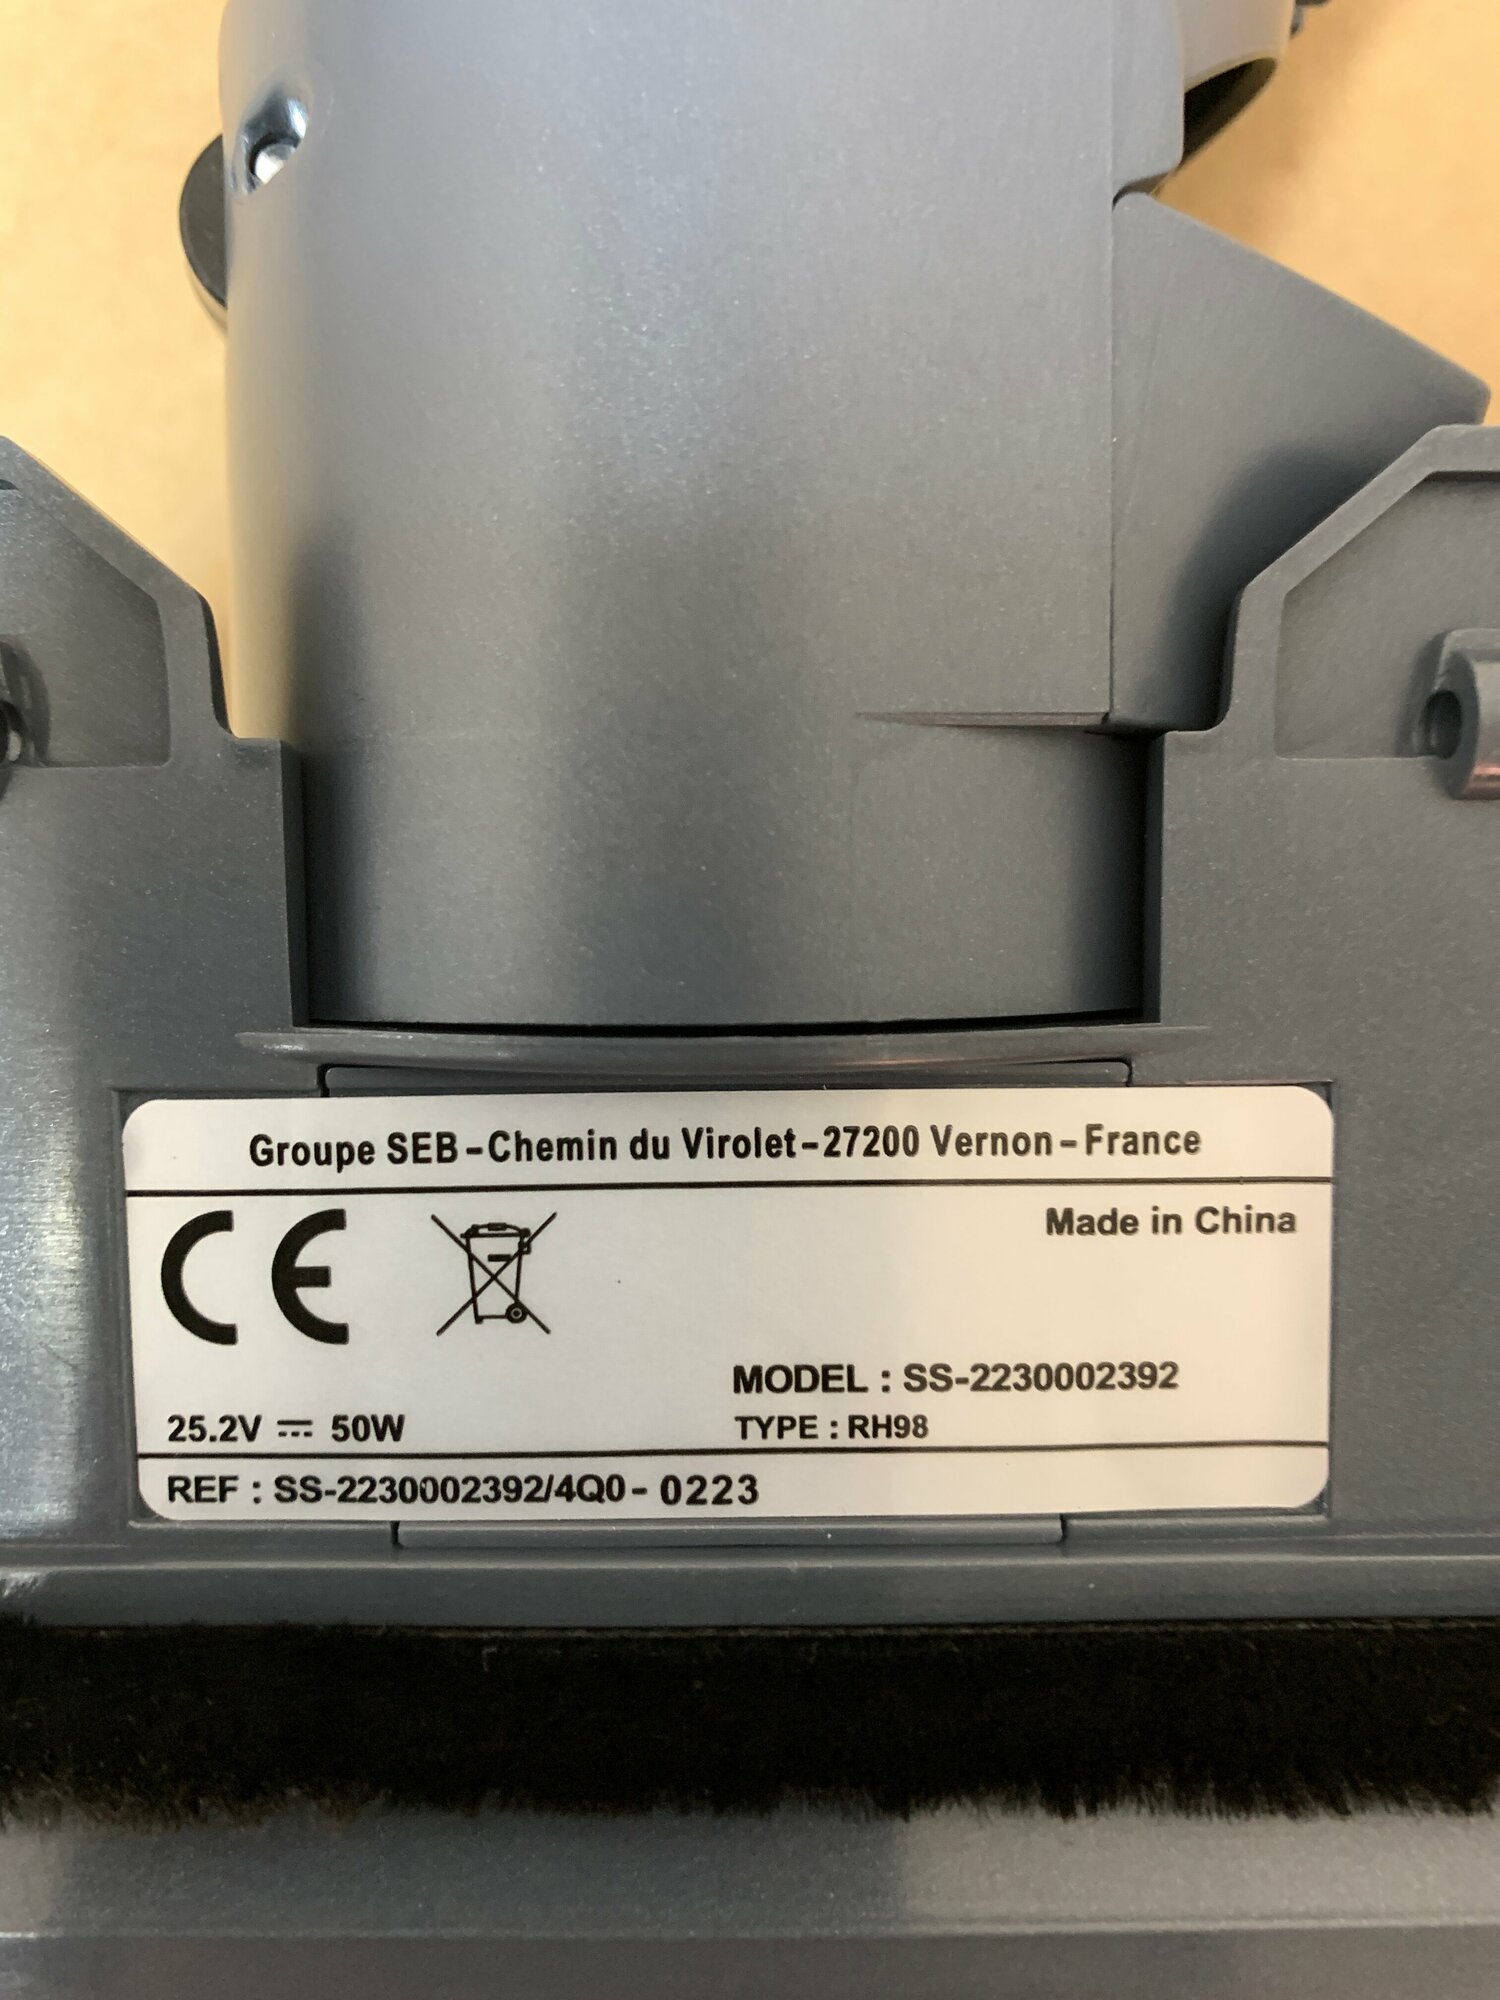 Groupe SEB-Chemin du Virolet-27200 Vernon-France
CE
Made in China
MODEL : SS-2230002392
25.2V ⎓ 50W
TYPE : RH98
REF : SS-2230002392/4Q0- 0223